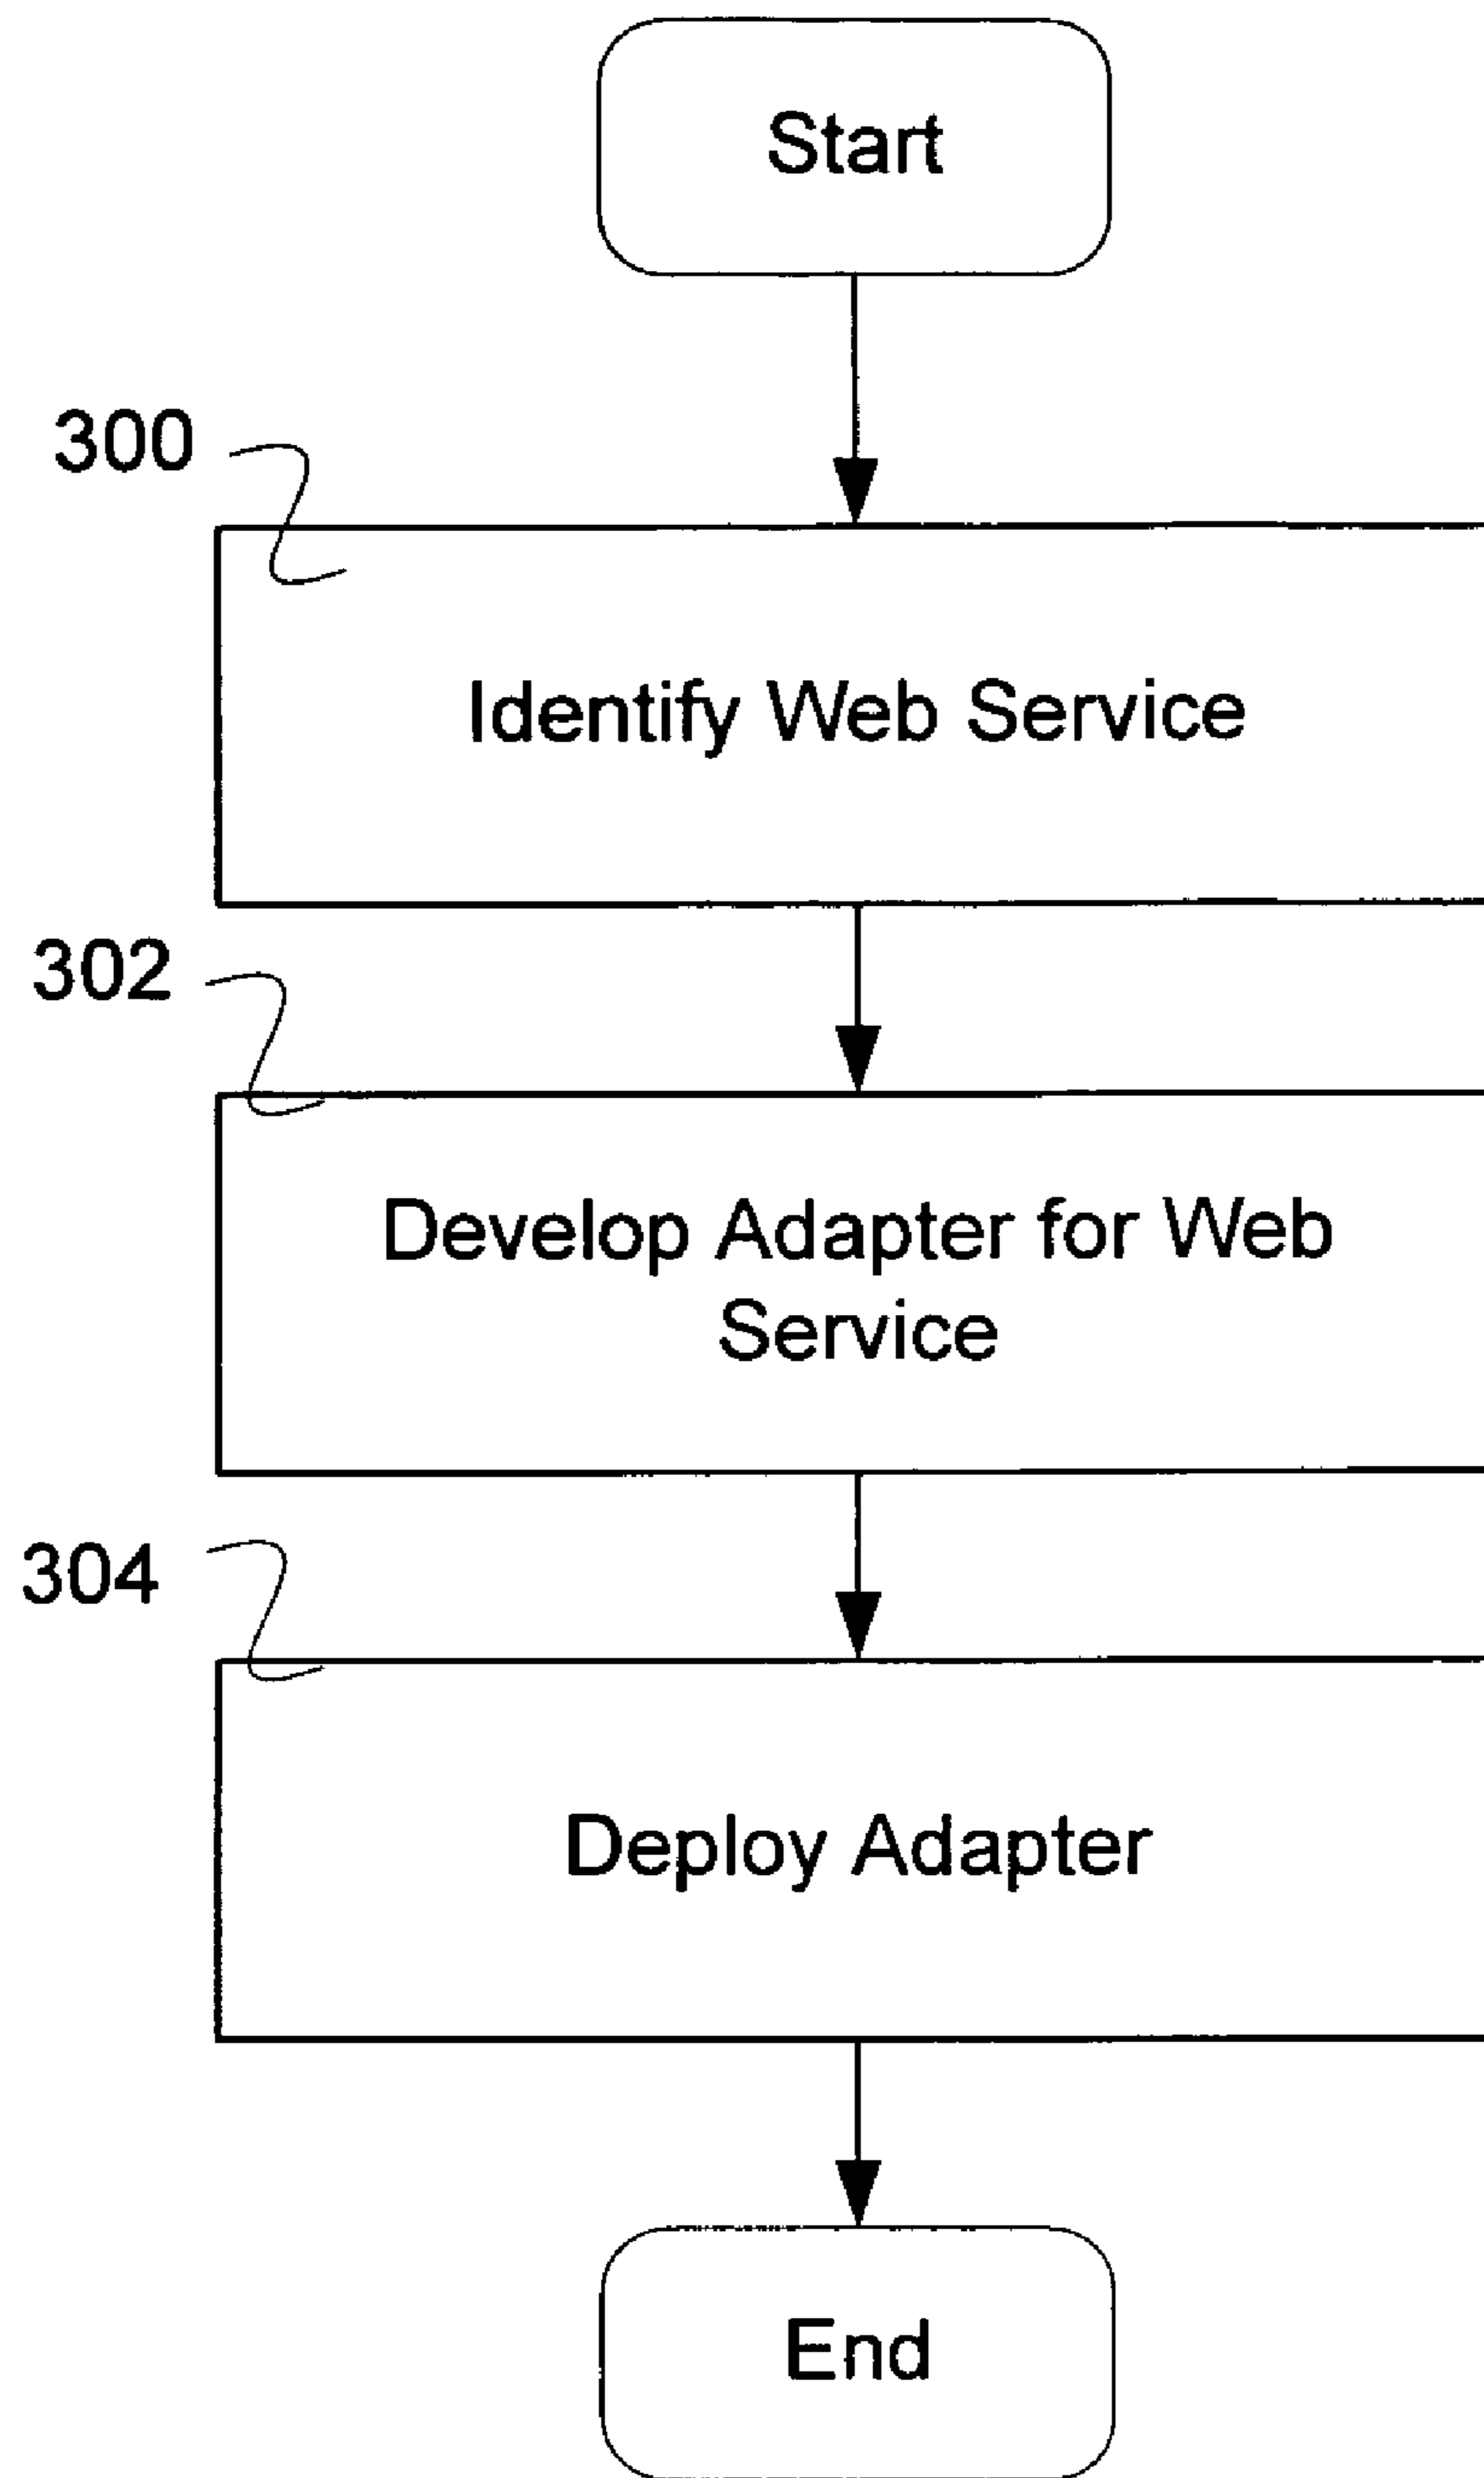 Start
300
Identify Web Service
302
Develop Adapter for Web
Service
304
Deploy Adapter
End